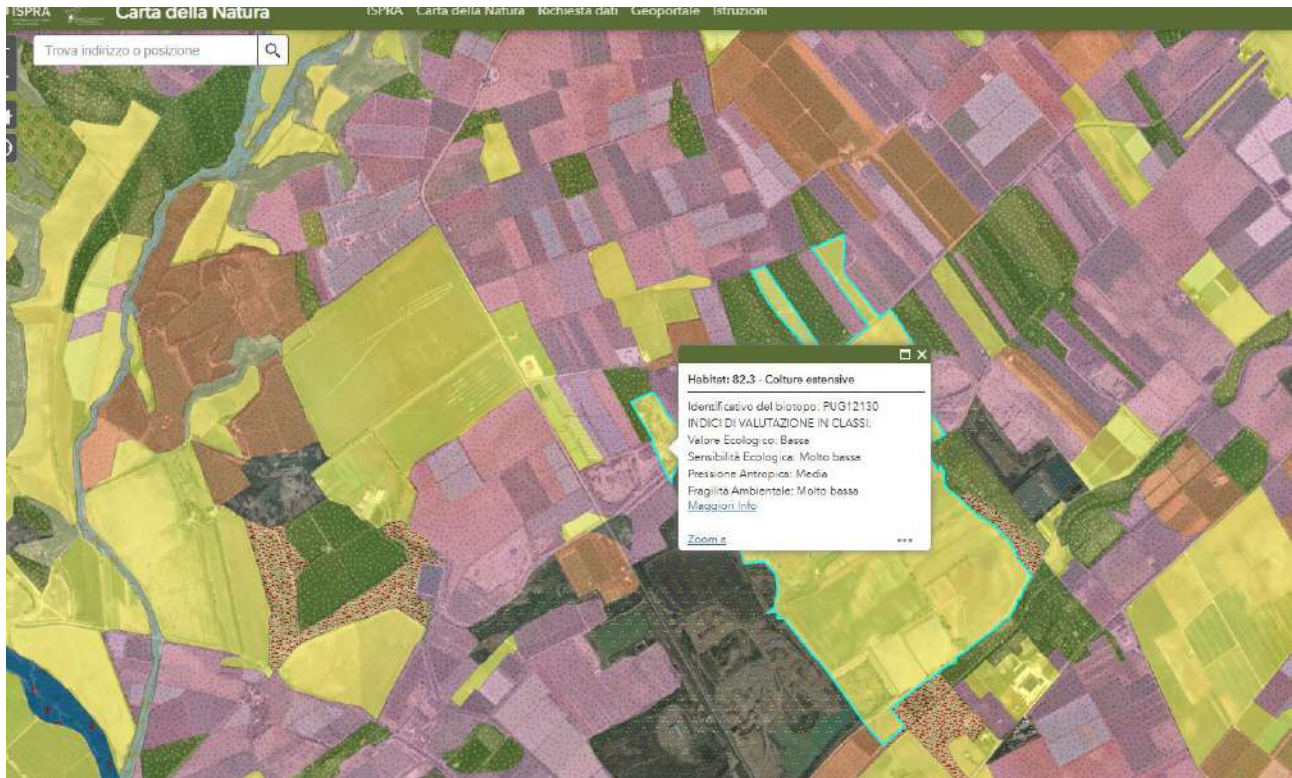 ISPRA
Carta della Natura
ISPRA Carta della Natura Richiesta dati Geoportale Istruzioni
Trova indirizzo o posizione
Habitat: 82.3 - Colture estensive
Identificativo del biotopo: PUG12130
INDICI DI VALUTAZIONE IN CLASSI:
Valore Ecologico: Bassa
Sensibilità Ecologica: Molto bassa
Pressione Antropica: Media
Fragilità Ambientale: Molto bassa
Maggiori Info
Zoom a